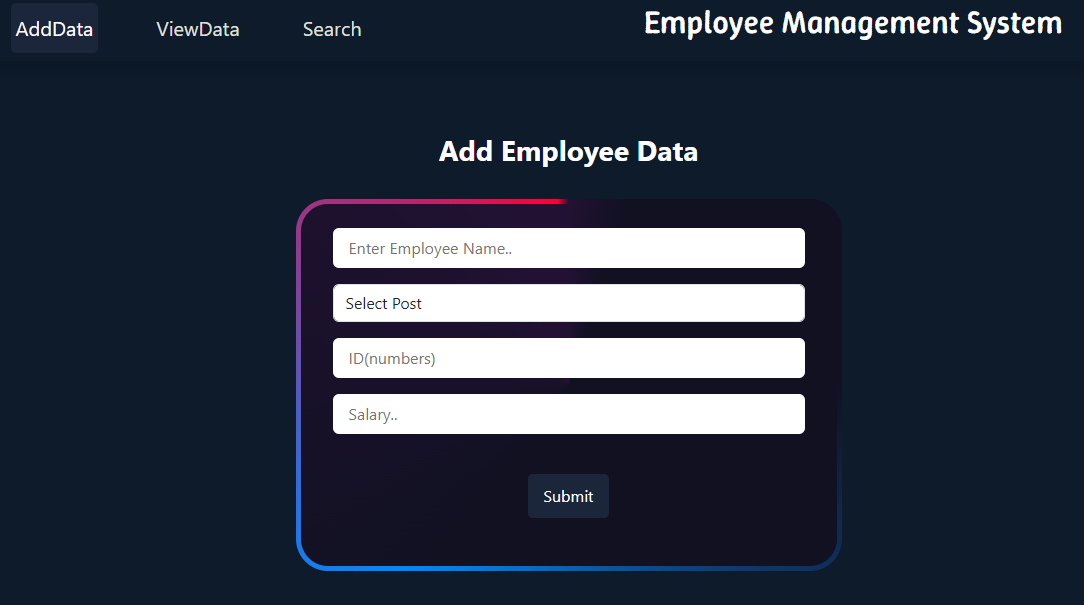 AddData ViewData Search Employee Management System
Add Employee Data
Enter Employee Name..
Select Post
ID(numbers)
Salary..
Submit